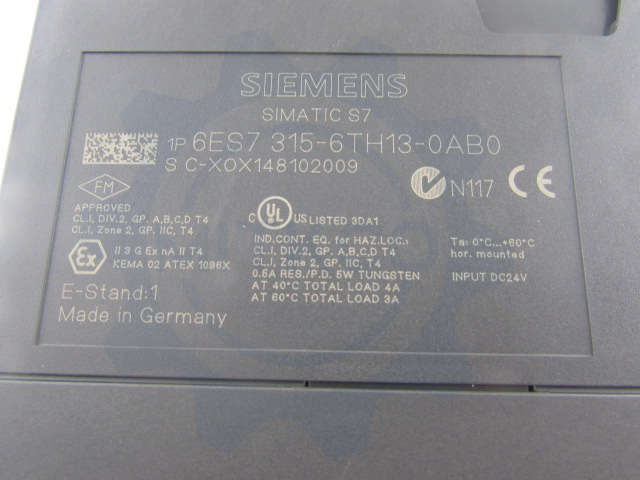 SIEMENS
SIMATIC S7
1P 6ES7 315-6TH13-0AB0
S C-X0X148102009
FM
APPROVED
CL.I, DIV.2, GP. A,B,C,D T4
CL.I, Zone 2, GP. IIC, T4
Ex II 3 G Ex nA II T4
KEMA 02 ATEX 1096X
E-Stand:1
Made in Germany
C UL US LISTED 3DA1
IND.CONT. EQ. for HAZ.LOC.:
CL.I, DIV.2, GP. A,B,C,D T4
CL.I, Zone 2, GP. IIC, T4
0.6A RES./P.D. 5W TUNGSTEN
AT 40°C TOTAL LOAD 4A
AT 60°C TOTAL LOAD 3A
N117 CE
Ta: 0°C...+60°C
hor. mounted
INPUT DC24V